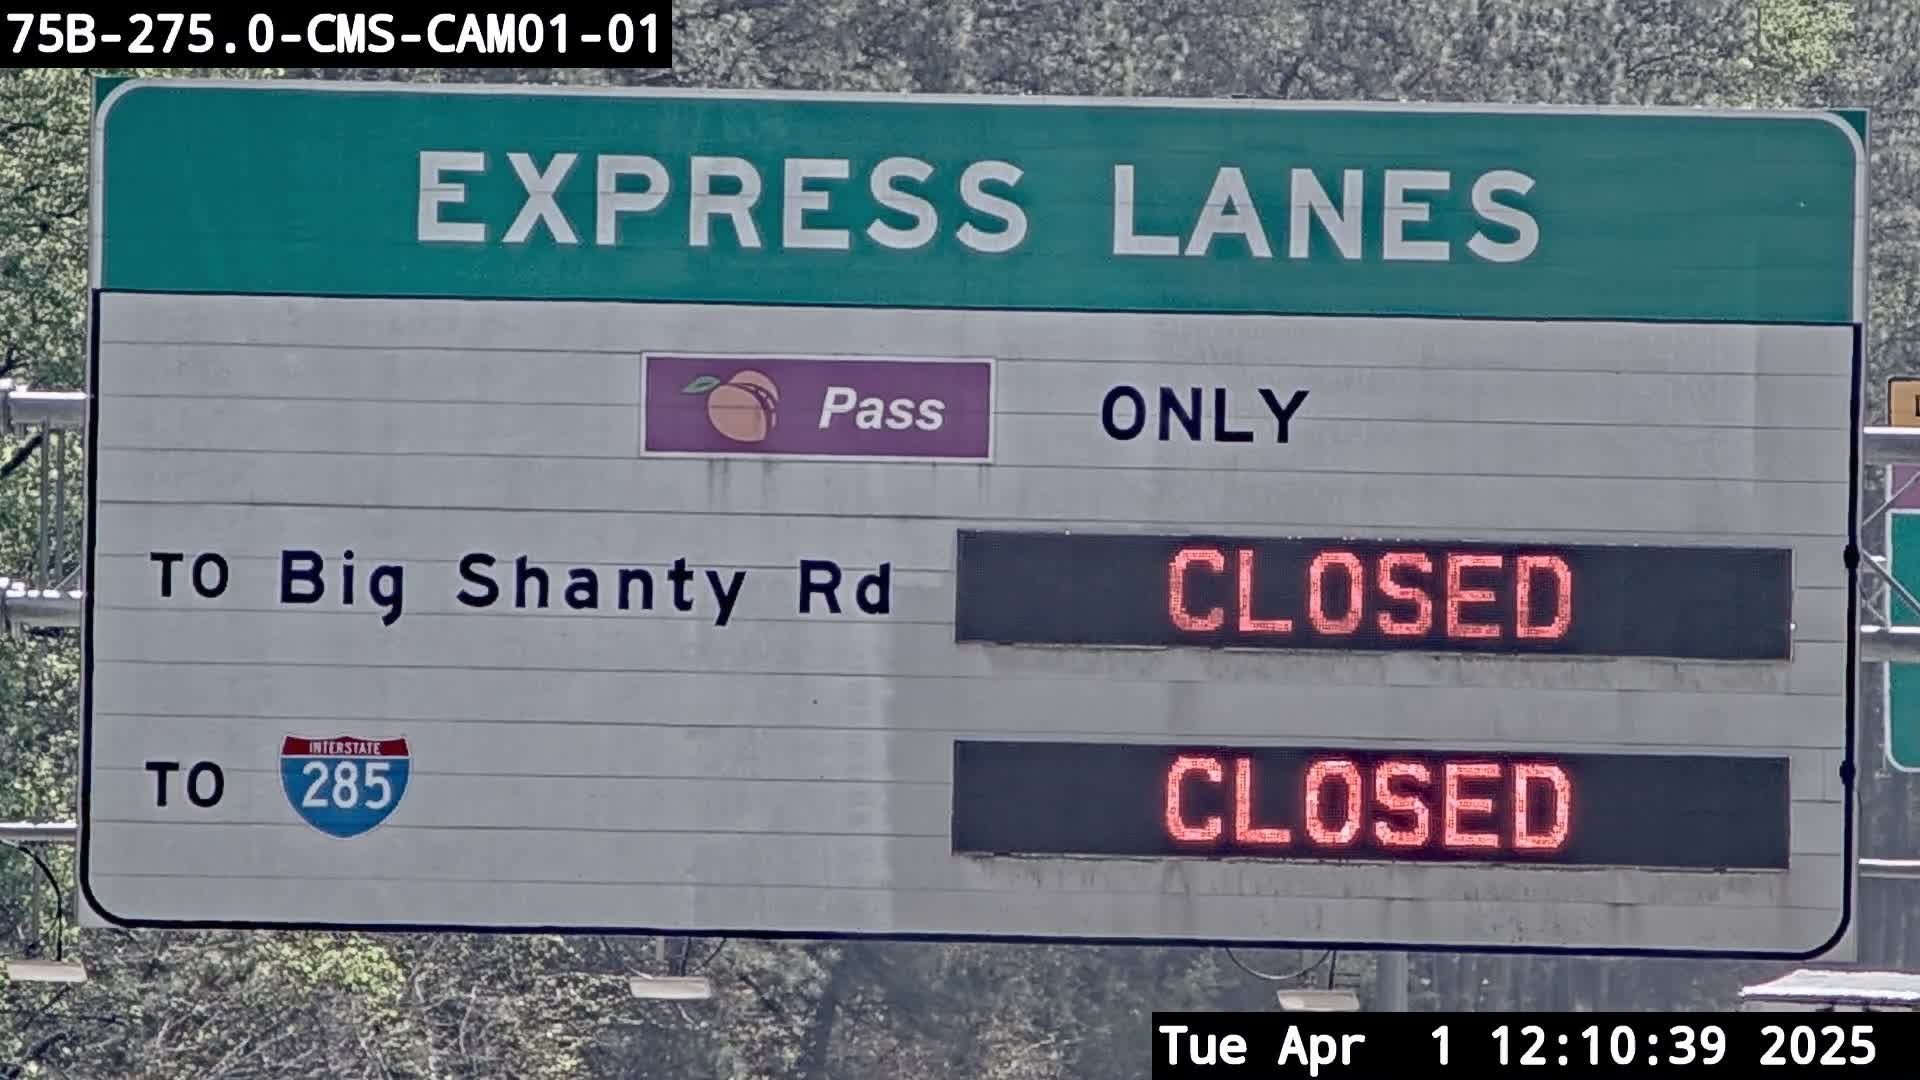 75B-275.0-CMS-CAM01-01
EXPRESS LANES
Pass ONLY
TO Big Shanty Rd CLOSED
TO INTERSTATE 285 CLOSED
Tue Apr 1 12:10:39 2025